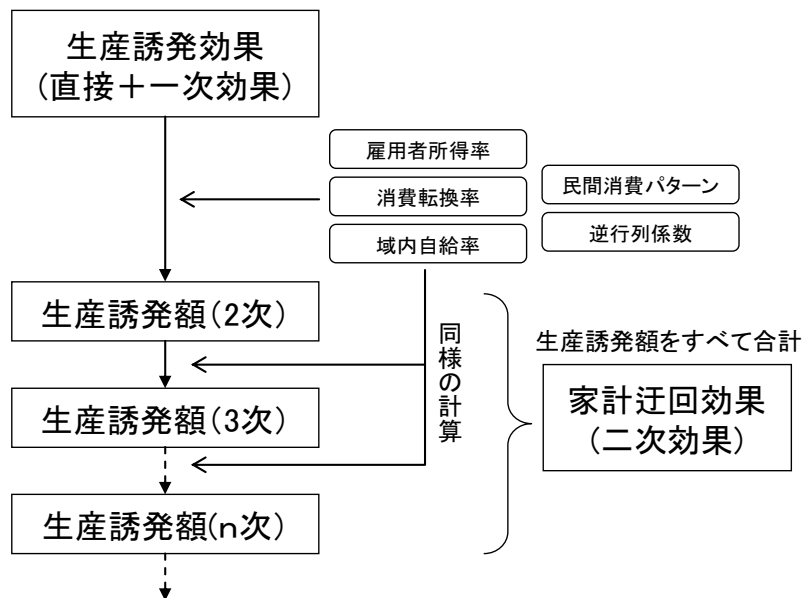 生産誘発効果
(直接＋一次効果)
雇用者所得率
消費転換率
域内自給率
民間消費パターン
逆行列係数
生産誘発額(2次)
同様の計算
生産誘発額(3次)
生産誘発額(n次)
生産誘発額をすべて合計
家計迂回効果
(二次効果)